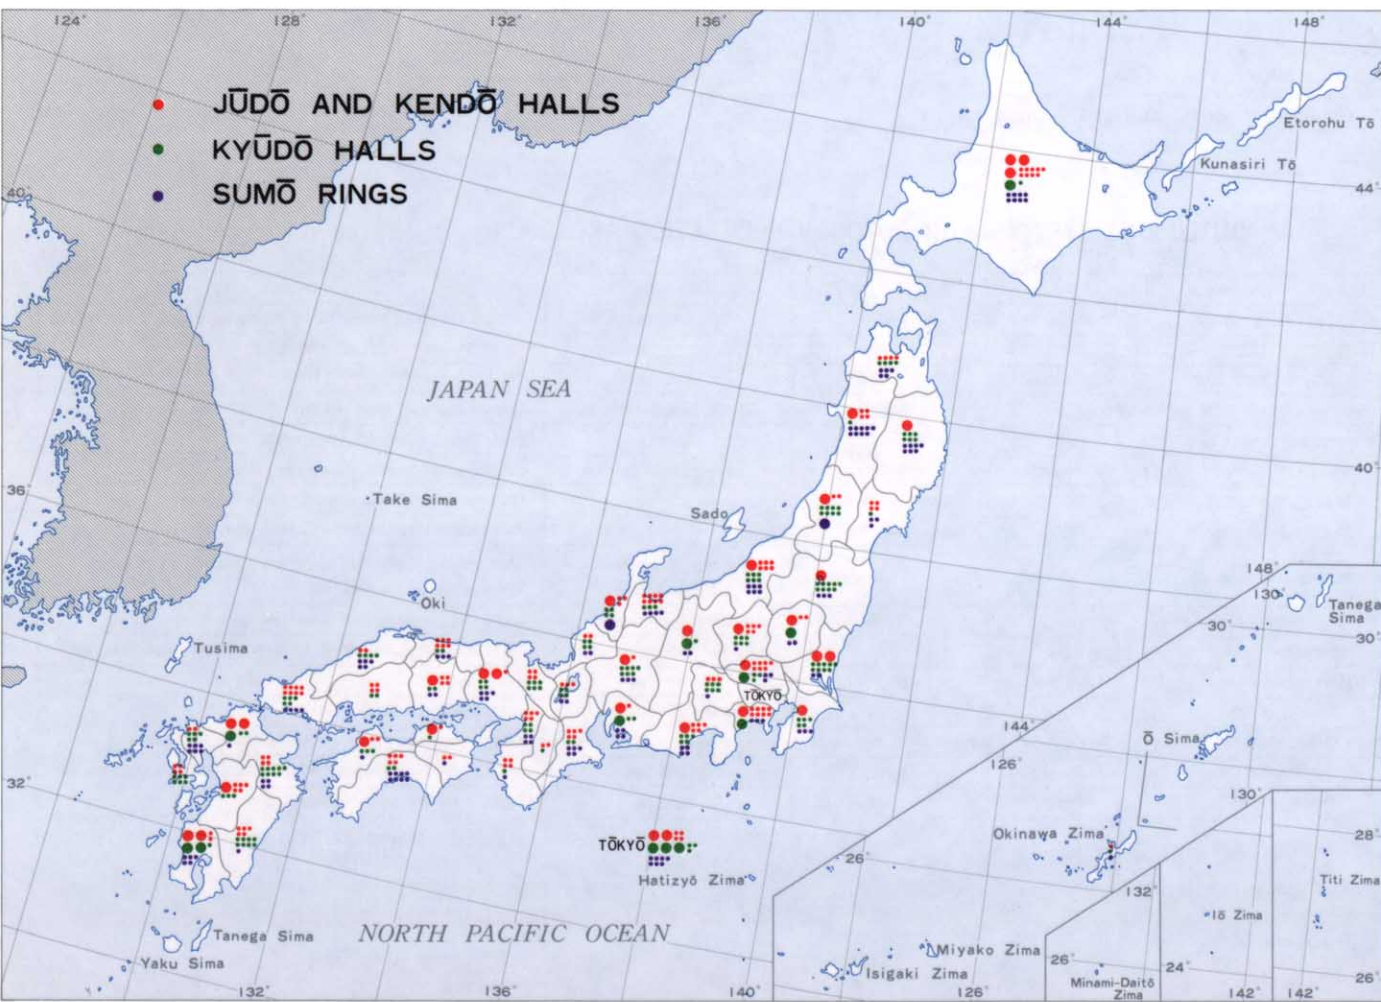 124° 128° 132° 136° 140° 144° 148°
JŪDŌ AND KENDŌ HALLS
KYŪDŌ HALLS
SUMŌ RINGS
Etorohu Tō
Kunasiri Tō
44°
40°
JAPAN SEA
40°
36°
Take Sima
Sado
Oki
148°
130°
Tanega
Sima
30°
30°
Tusima
TŌKYŌ
144°
126°
Ō Sima
32°
130°
Okinawa Zima
28°
TŌKYŌ
26°
Hatizyō Zima
Titi Zima
132°
Iō Zima
Tanega Sima
NORTH PACIFIC OCEAN
Yaku Sima
Miyako Zima
Isigaki Zima
26°
24°
26°
Minami-Daitō
Zima
132° 136° 140° 126° 142° 142°